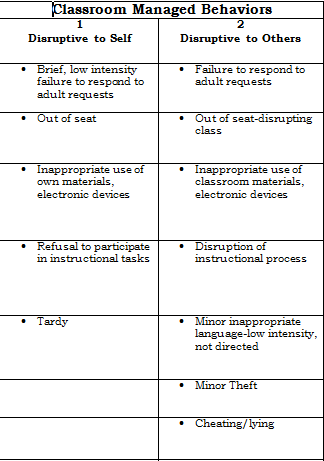 Classroom Managed Behaviors
1
Disruptive to Self
2
Disruptive to Others
• Brief, low intensity
failure to respond to
adult requests
• Failure to respond to
adult requests
• Out of seat
• Out of seat-disrupting
class
• Inappropriate use of
own materials,
electronic devices
• Inappropriate use of
classroom materials,
electronic devices
• Refusal to participate
in instructional tasks
• Disruption of
instructional process
• Tardy
• Minor inappropriate
language-low intensity,
not directed
• Minor Theft
• Cheating/lying